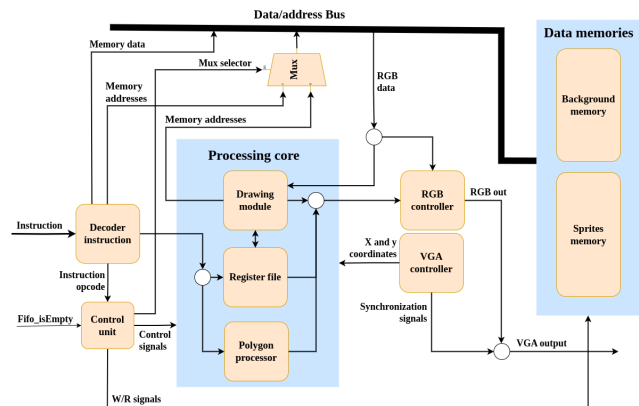 Data/address Bus
Data memories
Memory data
Mux selector
Mux
Memory
addresses
RGB
data
Background
memory
Memory addresses
Processing core
Drawing
module
RGB
controller
RGB out
Instruction
Decoder
instruction
X and y
coordinates
VGA
controller
Sprites
memory
Register file
Instruction
opcode
Synchronization
signals
Fifo_isEmpty
Control
unit
Control
signals
Polygon
processor
VGA output
W/R signals